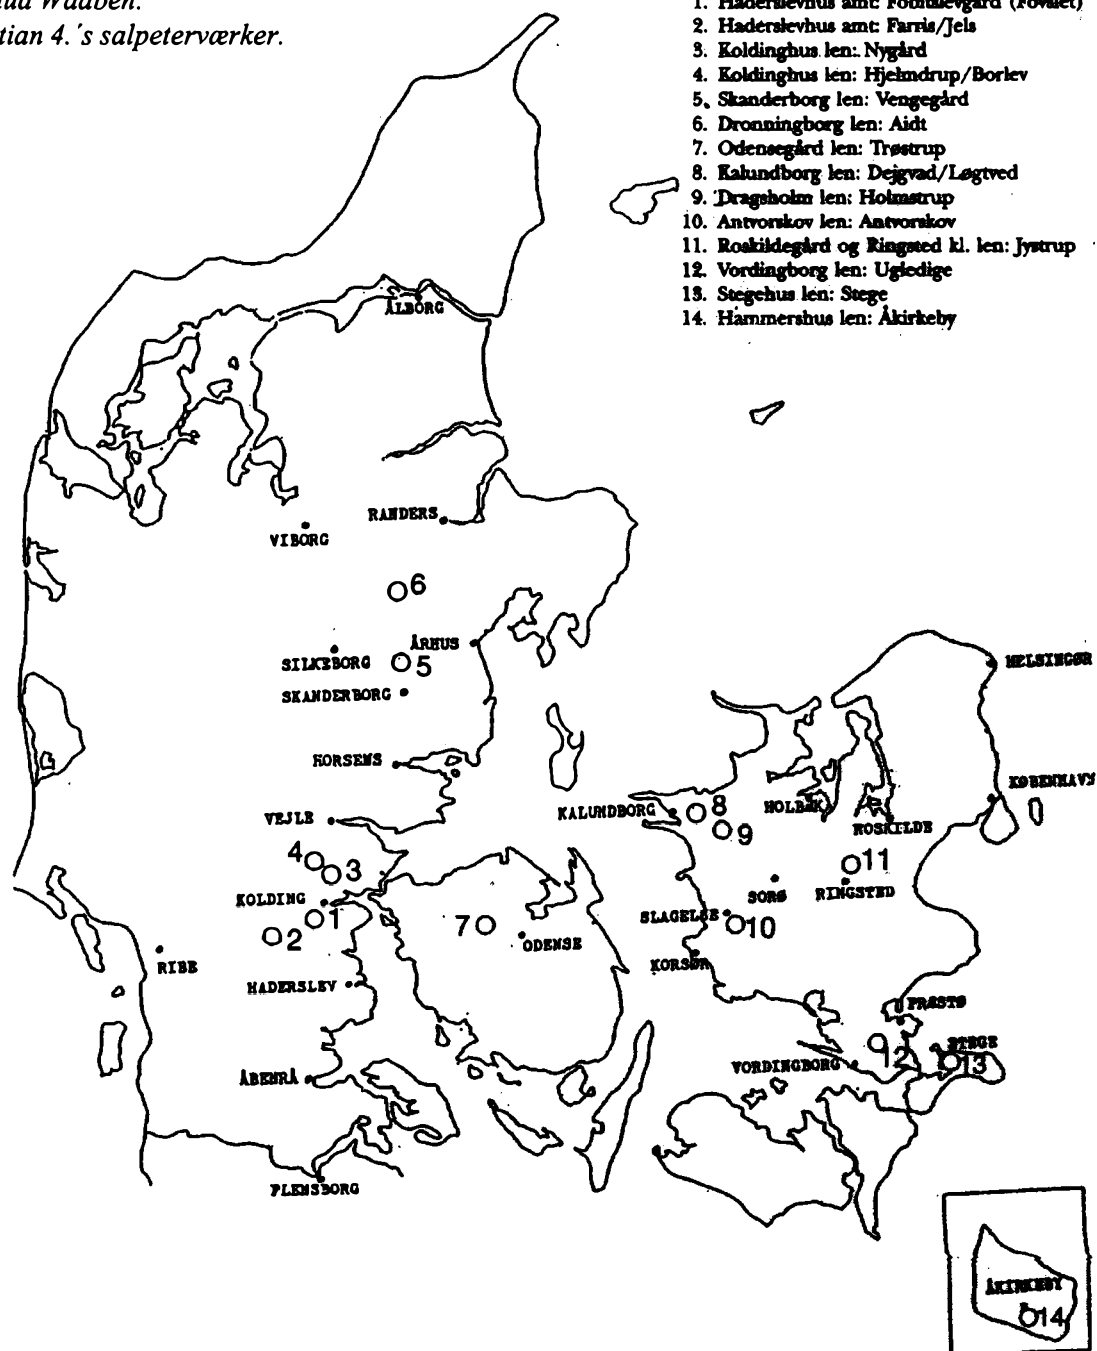 Waaben.
tian 4.'s salpeterværker.
1. Haderslevhus amt: (Fovslet)
2. Haderslevhus amt: Farris/Jels
3. Koldinghus len: Nygård
4. Koldinghus len: Hjelmdrup/Borlev
5. Skanderborg len: Vengegård
6. Dronningborg len: Aidt
7. Odensegård len: Trøstrup
8. Kalundborg len: Dejgvad/Løgtved
9. Dragsholm len: Holmstrup
10. Antvorskov len: Antvorskov
11. Roskildegård og Ringsted kl. len: Jystrup
12. Vordingborg len: Ugledige
13. Stegehus len: Stege
14. Hammershus len: Åkirkeby
ÅLBORG
RANDERS
VIBORG
6
ÅRHUS
SILKEBORG
5
SKANDERBORG
HELSINGØR
HORSENS
KØBENHAVN
VEJLE
KALUNDBORG
8
HOLBÆK
9
ROSKILDE
4
3
11
KOLDING
SORØ
RINGSTED
1
2
7
ODENSE
SLAGELSE
10
RIBE
KORSØR
HADERSLEV
PRÆSTØ
12
STEGE
13
VORDINGBORG
ÅBENRÅ
FLENSBORG
ÅKIRKEBY
14